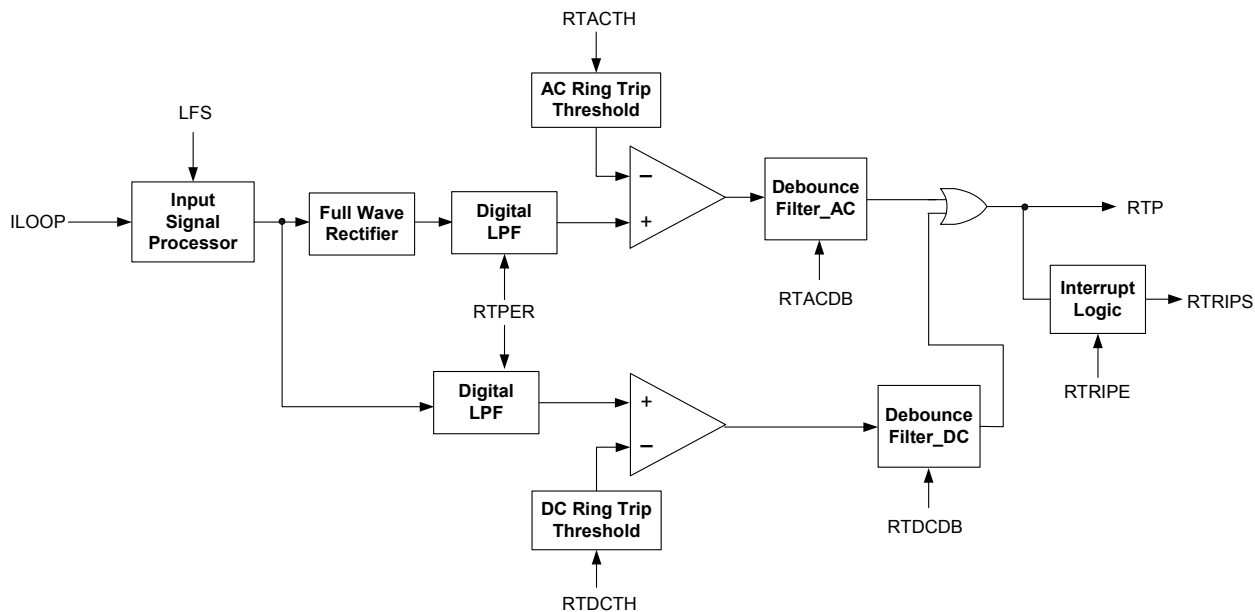 RTACTH
AC Ring Trip
Threshold
LFS
ILOOP
Input
Signal
Processor
Full Wave
Rectifier
Digital
LPF
−
+
Debounce
Filter_AC
RTP
RTACDB
Interrupt
Logic
RTRIPS
RTRIPE
RTPER
Digital
LPF
+
−
Debounce
Filter_DC
RTDCDB
DC Ring Trip
Threshold
RTDCTH